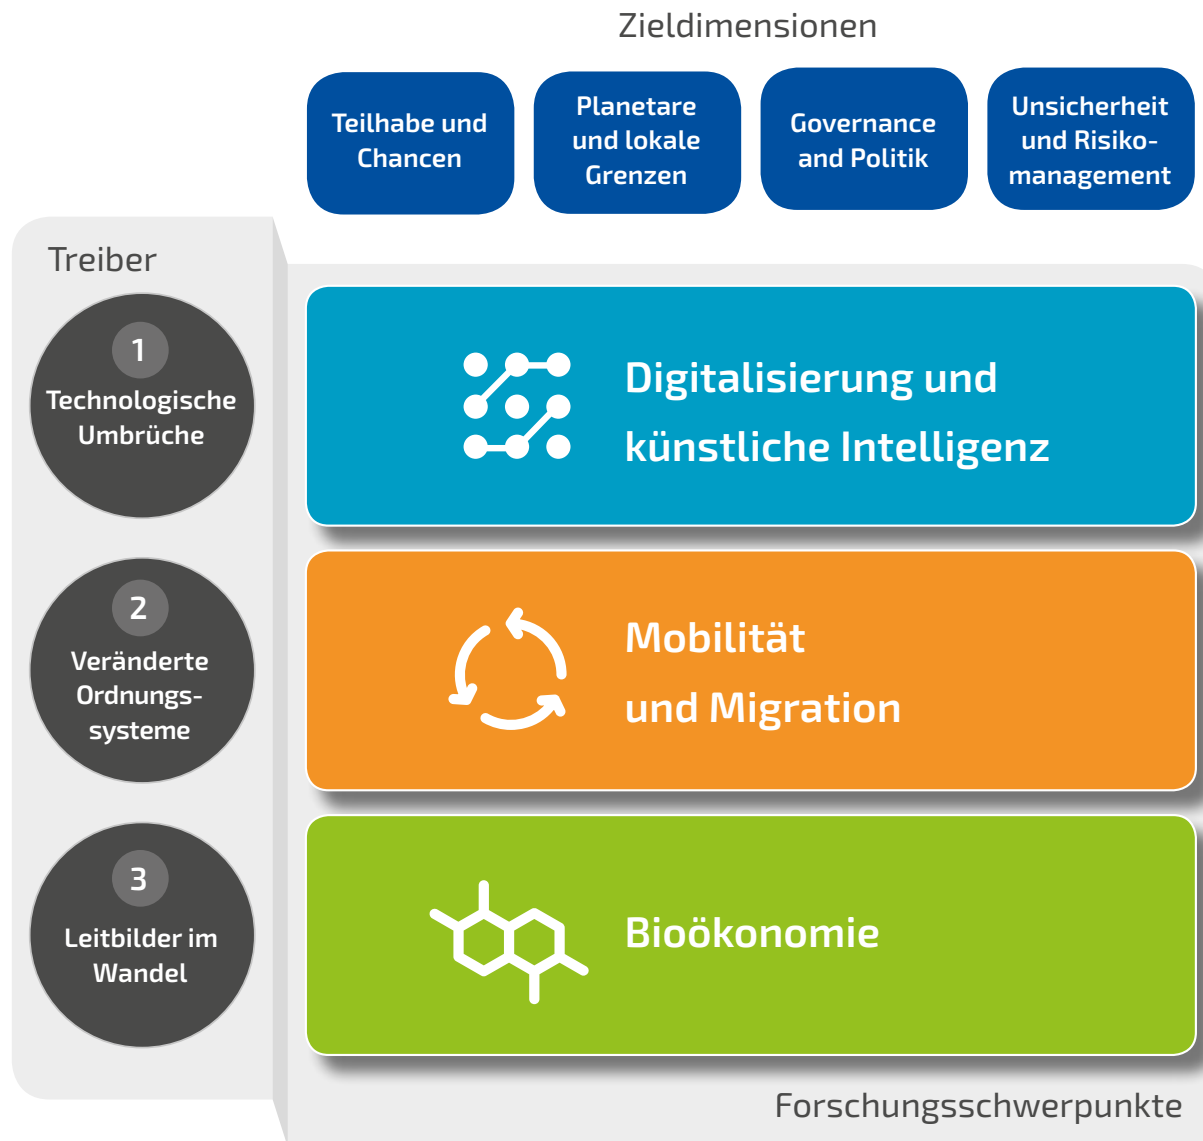 Zieldimensionen
Teilhabe und
Chancen
Planetare
und lokale
Grenzen
Governance
and Politik
Unsicherheit
und Risiko-
management
Treiber
1
Technologische
Umbrüche
Digitalisierung und
künstliche Intelligenz
2
Veränderte
Ordnungs-
systeme
Mobilität
und Migration
3
Leitbilder im
Wandel
Bioökonomie
Forschungsschwerpunkte